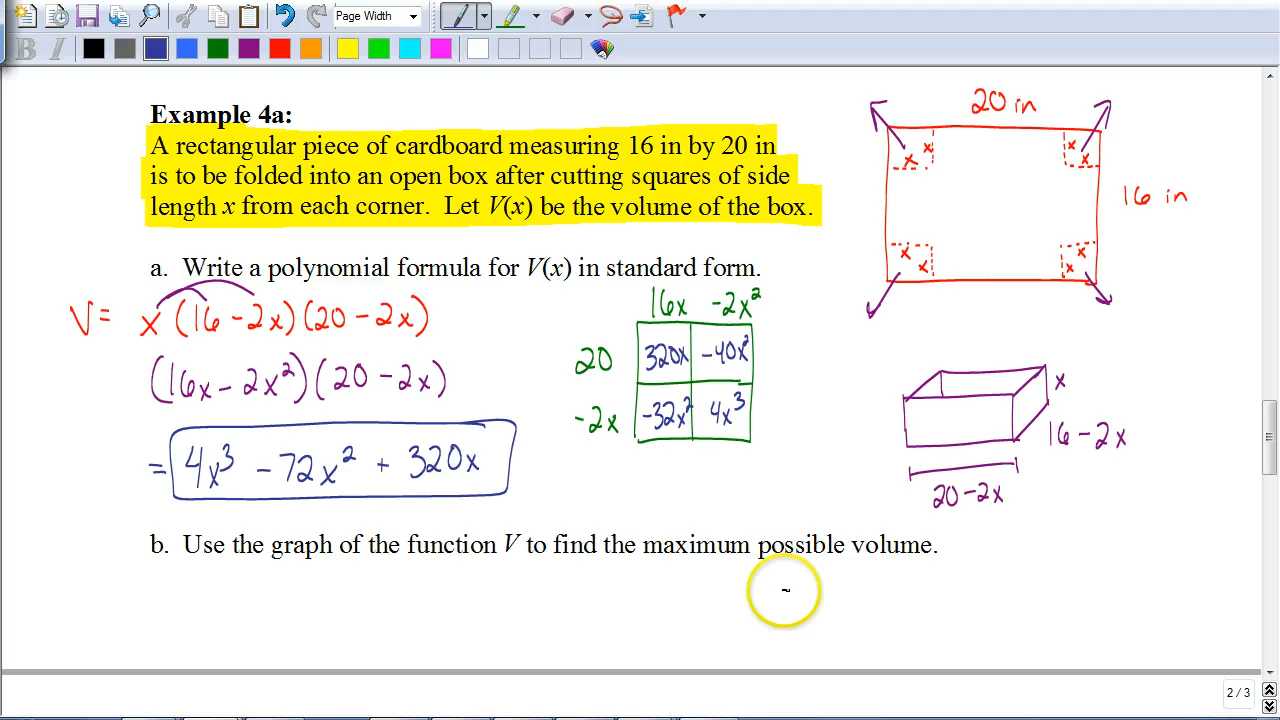 Page Width
B I
Example 4a:
A rectangular piece of cardboard measuring 16 in by 20 in
is to be folded into an open box after cutting squares of side
length x from each corner. Let V(x) be the volume of the box.
20 in
x x
x x
16 in
x x
x x
a. Write a polynomial formula for V(x) in standard form.
V = x(16 - 2x)(20 - 2x)
(16x - 2x²)(20 - 2x)
= 4x³ - 72x² + 320x
16x -2x²
20 320x -40x²
-2x -32x² 4x³
x
16 - 2x
20 - 2x
b. Use the graph of the function V to find the maximum possible volume.
2/3